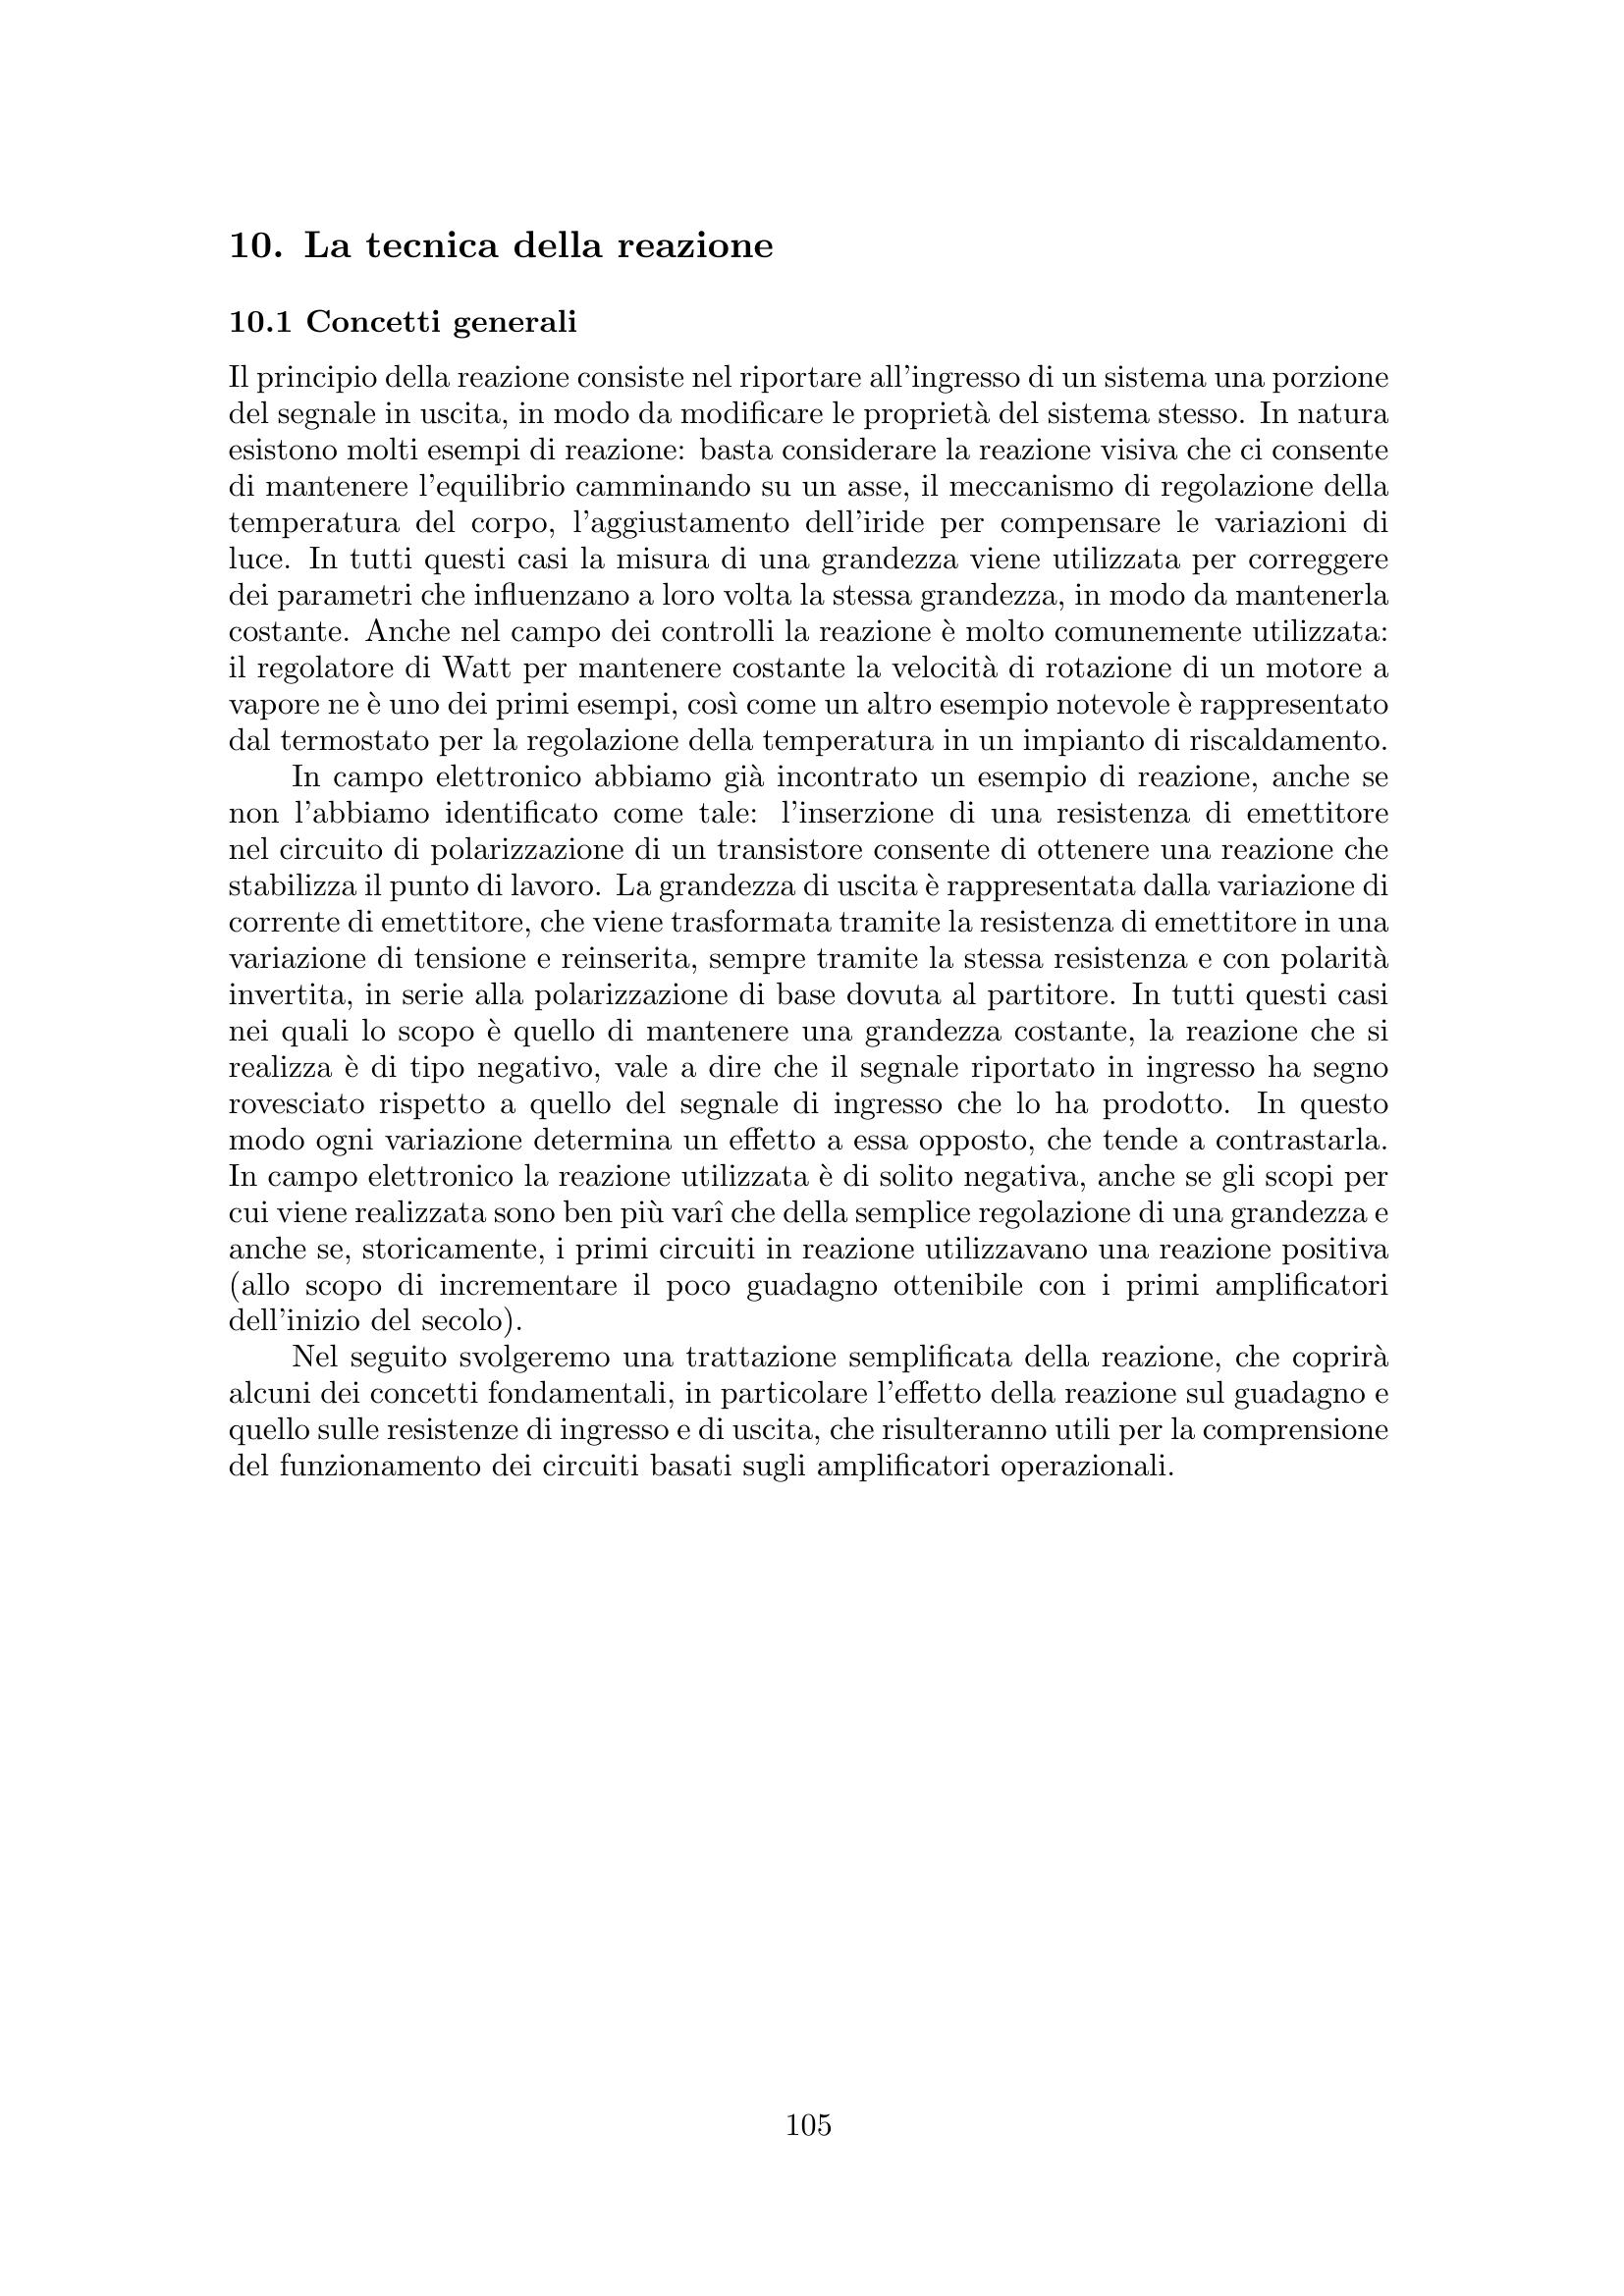 10. La tecnica della reazione
10.1 Concetti generali
Il principio della reazione consiste nel riportare all'ingresso di un sistema una porzione
del segnale in uscita, in modo da modificare le proprietà del sistema stesso. In natura
esistono molti esempi di reazione: basta considerare la reazione visiva che ci consente
di mantenere l'equilibrio camminando su un asse, il meccanismo di regolazione della
temperatura del corpo, l'aggiustamento dell'iride per compensare le variazioni di
luce. In tutti questi casi la misura di una grandezza viene utilizzata per correggere
dei parametri che influenzano a loro volta la stessa grandezza, in modo da mantenerla
costante. Anche nel campo dei controlli la reazione è molto comunemente utilizzata:
il regolatore di Watt per mantenere costante la velocità di rotazione di un motore a
vapore ne è uno dei primi esempi, così come un altro esempio notevole è rappresentato
dal termostato per la regolazione della temperatura in un impianto di riscaldamento.
In campo elettronico abbiamo già incontrato un esempio di reazione, anche se
non l'abbiamo identificato come tale: l'inserzione di una resistenza di emettitore
nel circuito di polarizzazione di un transistore consente di ottenere una reazione che
stabilizza il punto di lavoro. La grandezza di uscita è rappresentata dalla variazione di
corrente di emettitore, che viene trasformata tramite la resistenza di emettitore in una
variazione di tensione e reinserita, sempre tramite la stessa resistenza e con polarità
invertita, in serie alla polarizzazione di base dovuta al partitore. In tutti questi casi
nei quali lo scopo è quello di mantenere una grandezza costante, la reazione che si
realizza è di tipo negativo, vale a dire che il segnale riportato in ingresso ha segno
rovesciato rispetto a quello del segnale di ingresso che lo ha prodotto. In questo
modo ogni variazione determina un effetto a essa opposto, che tende a contrastarla.
In campo elettronico la reazione utilizzata è di solito negativa, anche se gli scopi per
cui viene realizzata sono ben più varî che della semplice regolazione di una grandezza e
anche se, storicamente, i primi circuiti in reazione utilizzavano una reazione positiva
(allo scopo di incrementare il poco guadagno ottenibile con i primi amplificatori
dell'inizio del secolo).
Nel seguito svolgeremo una trattazione semplificata della reazione, che coprirà
alcuni dei concetti fondamentali, in particolare l'effetto della reazione sul guadagno e
quello sulle resistenze di ingresso e di uscita, che risulteranno utili per la comprensione
del funzionamento dei circuiti basati sugli amplificatori operazionali.
105